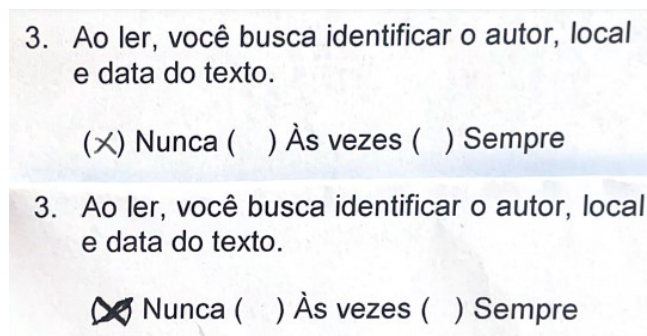 3. Ao ler, você busca identificar o autor, local
e data do texto.
(X) Nunca ( ) Às vezes ( ) Sempre
3. Ao ler, você busca identificar o autor, local
e data do texto.
(X) Nunca ( ) Às vezes ( ) Sempre